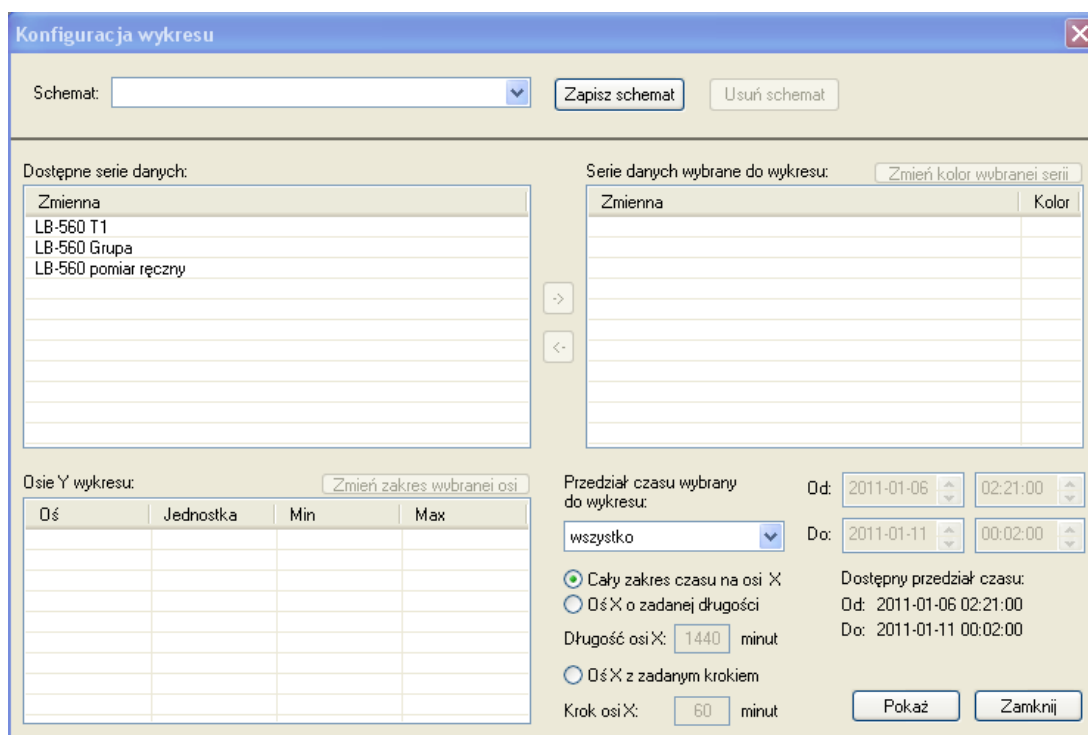 Konfiguracja wykresu
Schemat:
Zapisz schemat
Usuń schemat
Dostępne serie danych:
Zmienna
LB-560 T1
LB-560 Grupa
LB-560 pomiar ręczny
->
<-
Serie danych wybrane do wykresu:
Zmień kolor wybranej serii
Zmienna Kolor
Osie Y wykresu:
Zmień zakres wybranej osi
Oś Jednostka Min Max
Przedział czasu wybrany
do wykresu:
wszystko
Od: 2011-01-06 02:21:00
Do: 2011-01-11 00:02:00
Cały zakres czasu na osi X
Oś X o zadanej długości
Długość osi X: 1440 minut
Oś X z zadanym krokiem
Krok osi X: 60 minut
Dostępny przedział czasu:
Od: 2011-01-06 02:21:00
Do: 2011-01-11 00:02:00
Pokaż
Zamknij